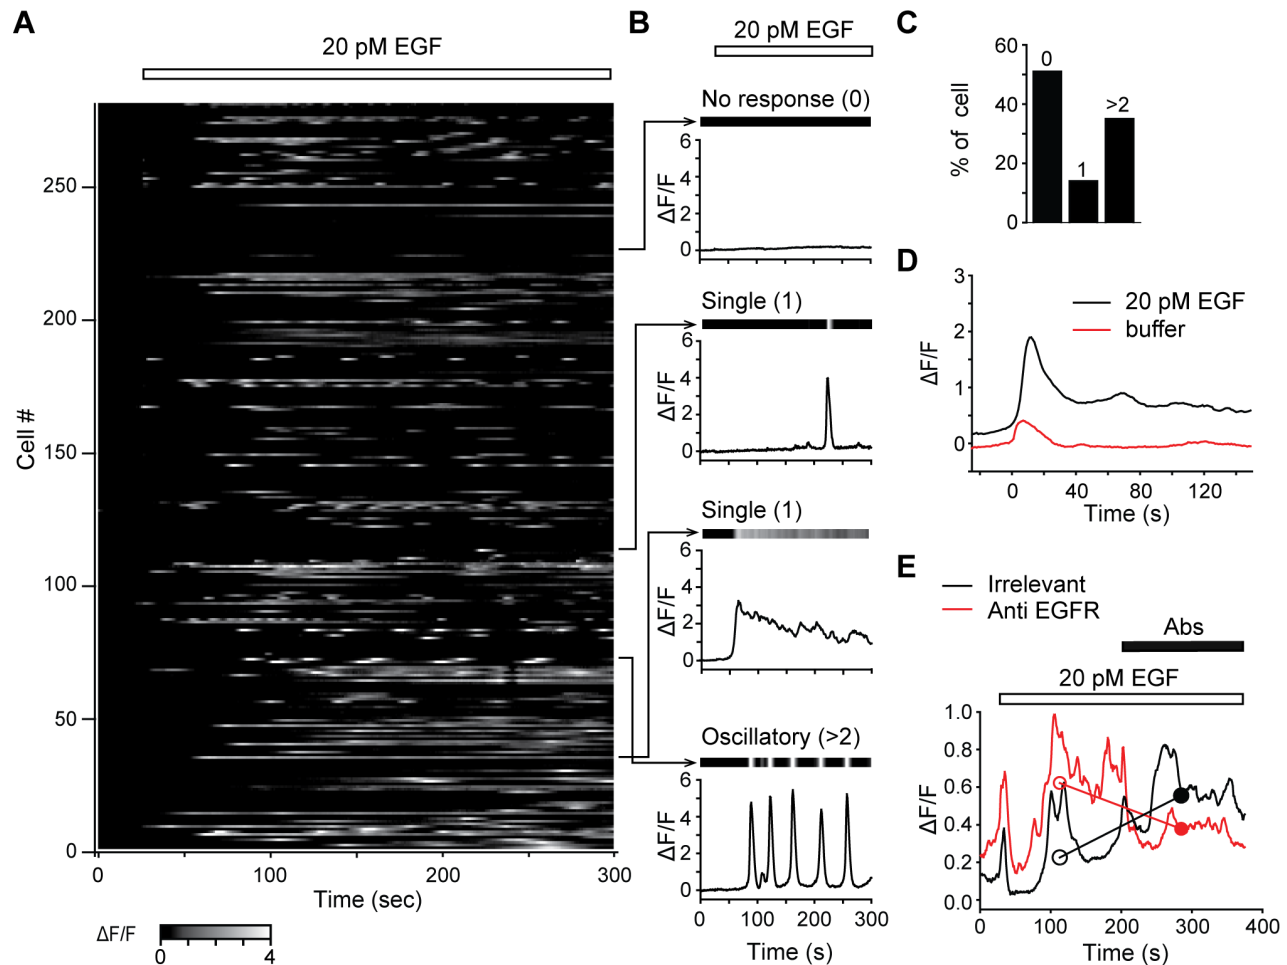 A
20 pM EGF
250
200
150
100
50
0
Cell #
0
100
200
300
Time (sec)
ΔF/F
0
4
B
20 pM EGF
No response (0)
6
4
2
0
ΔF/F
Single (1)
6
4
2
0
ΔF/F
Single (1)
6
4
2
0
ΔF/F
Oscillatory (>2)
6
4
2
0
ΔF/F
0
100
200
300
Time (s)
C
60
40
20
0
% of cell
0
1
>2
D
3
2
1
0
ΔF/F
20 pM EGF
buffer
0
40
80
120
Time (s)
E
Irrelevant
Anti EGFR
Abs
20 pM EGF
1.0
0.8
0.6
0.4
0.2
0.0
ΔF/F
0
100
200
300
400
Time (s)